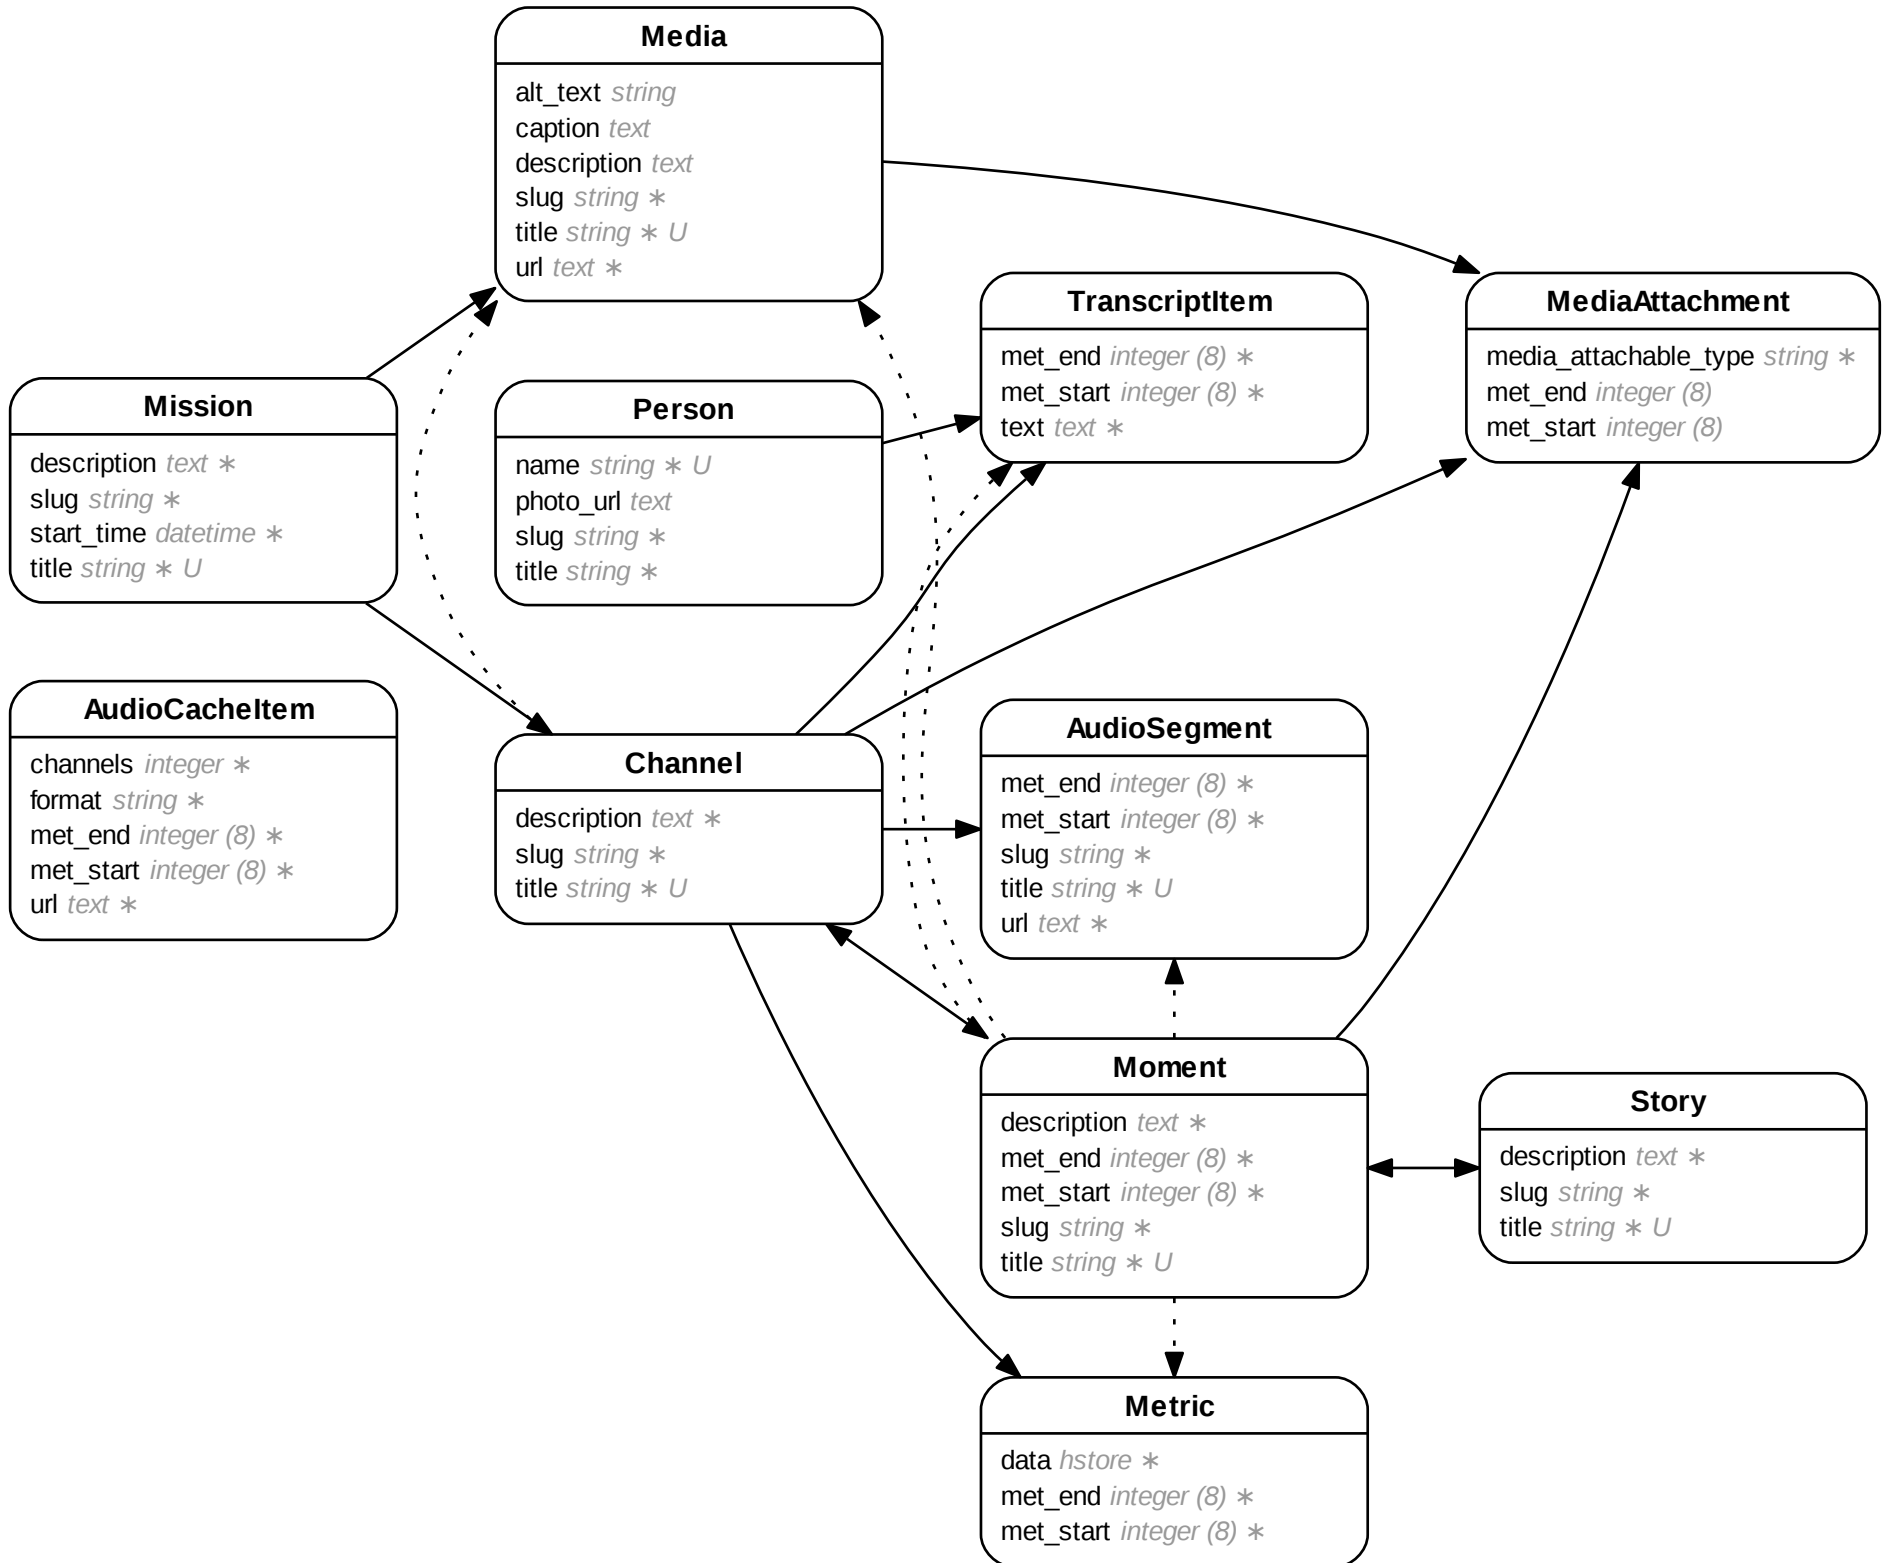 Media
alt_text string
caption text
description text
slug string ∗
title string ∗ U
url text ∗
TranscriptItem
met_end integer (8) ∗
met_start integer (8) ∗
text text ∗
MediaAttachment
media_attachable_type string ∗
met_end integer (8)
met_start integer (8)
Mission
description text ∗
slug string ∗
start_time datetime ∗
title string ∗ U
Person
name string ∗ U
photo_url text
slug string ∗
title string ∗
AudioCacheItem
channels integer ∗
format string ∗
met_end integer (8) ∗
met_start integer (8) ∗
url text ∗
Channel
description text ∗
slug string ∗
title string ∗ U
AudioSegment
met_end integer (8) ∗
met_start integer (8) ∗
slug string ∗
title string ∗ U
url text ∗
Moment
description text ∗
met_end integer (8) ∗
met_start integer (8) ∗
slug string ∗
title string ∗ U
Story
description text ∗
slug string ∗
title string ∗ U
Metric
data hstore ∗
met_end integer (8) ∗
met_start integer (8) ∗